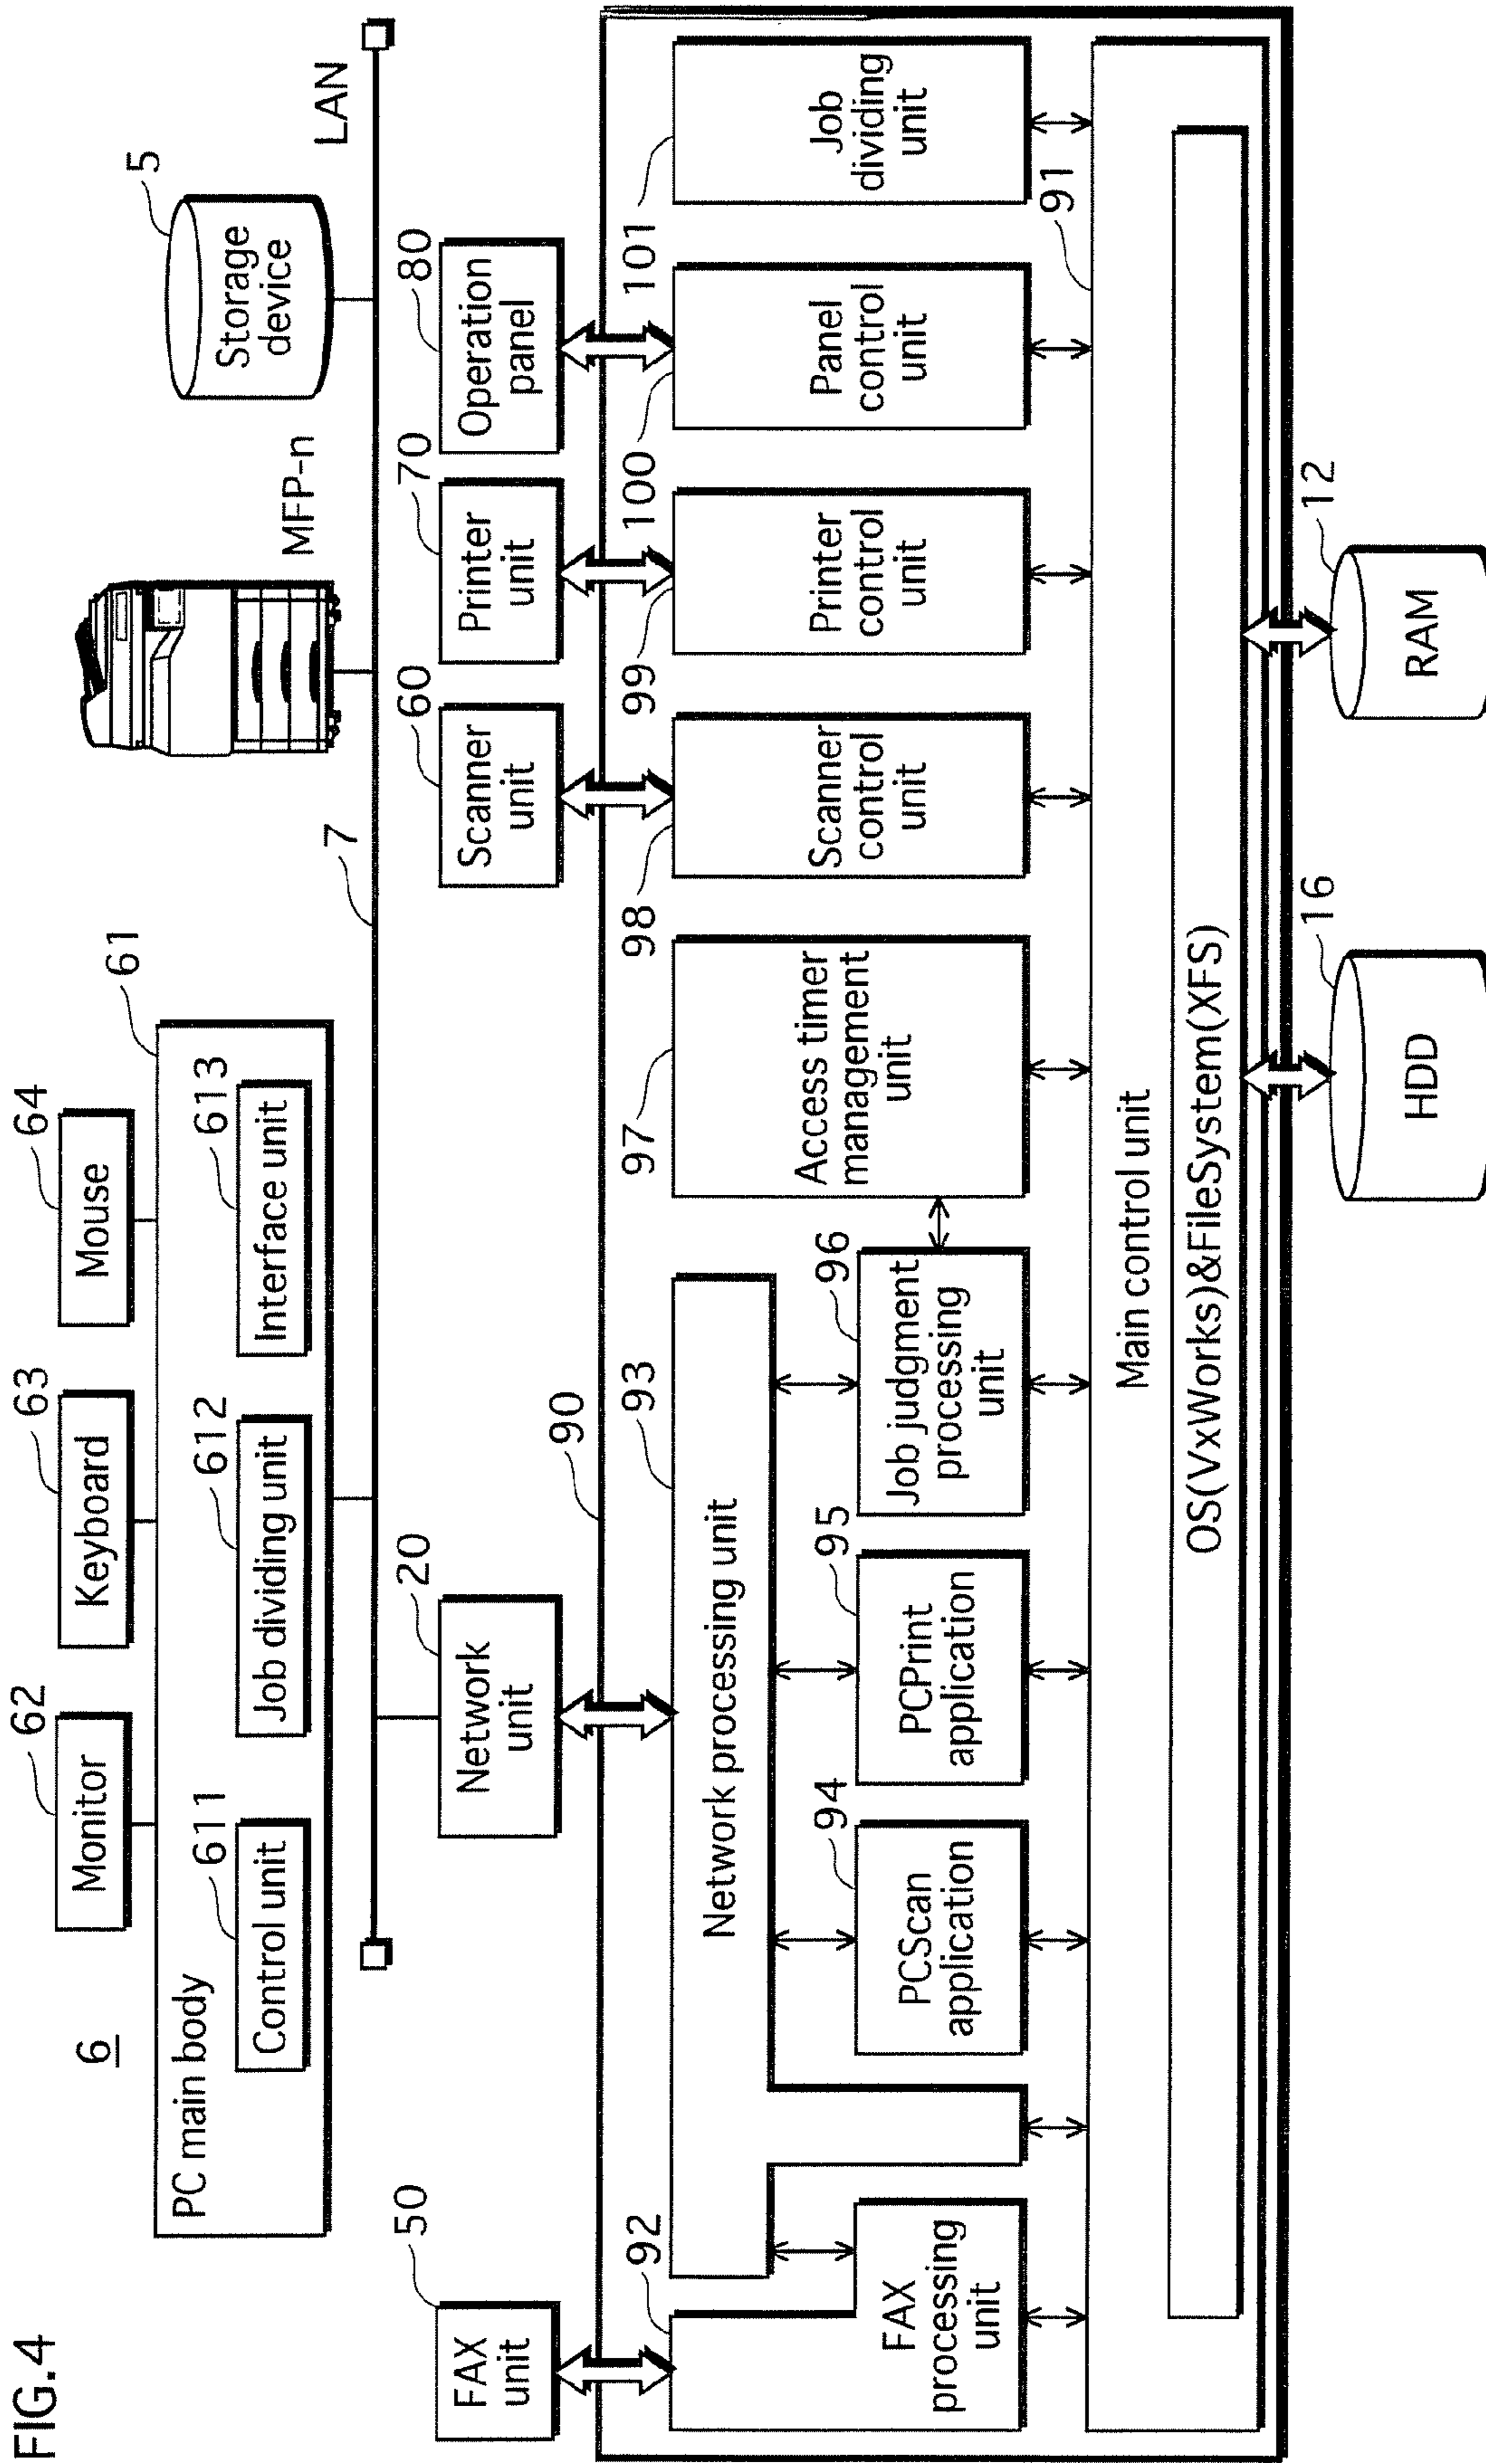 FIG.4
6
Monitor
62
Keyboard
63
Mouse
64
61
PC main body
Control unit
611
Job dividing unit
612
Interface unit
613
7
MFP-n
Storage
device
5
LAN
FAX
unit
50
Network
unit
20
Scanner
unit
60
Printer
unit
70
Operation
panel
80
90
92
93
97
98
99
100
101
Network processing unit
FAX
processing
unit
PCScan
application
94
PCPrint
application
95
Job judgment
processing
unit
96
Access timer
management
unit
Scanner
control
unit
Printer
control
unit
Panel
control
unit
Job
dividing
unit
91
Main control unit
OS(VxWorks)&FileSystem(XFS)
HDD
16
RAM
12